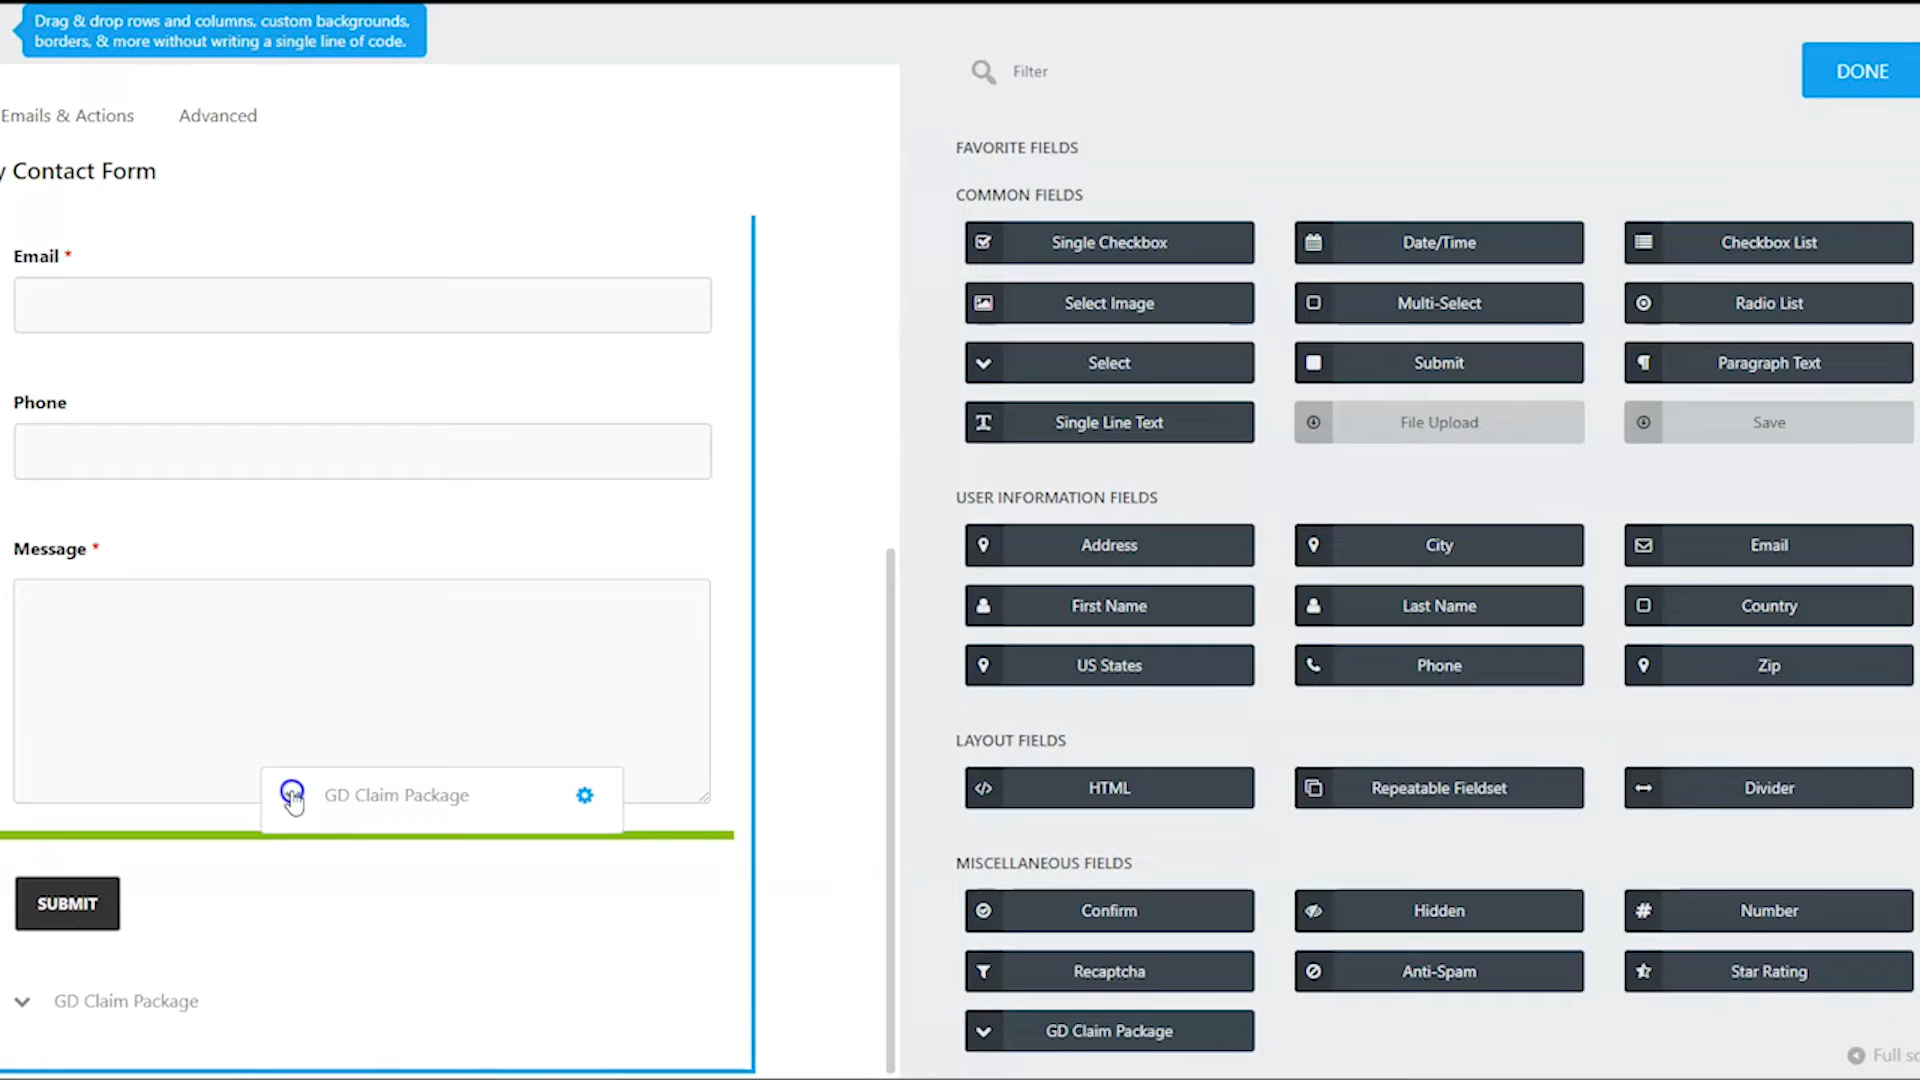 Drag & drop rows and columns, custom backgrounds,
borders, & more without writing a single line of code.
Emails & Actions
Advanced
Contact Form
Email *
Phone
Message *
GD Claim Package
SUBMIT
GD Claim Package
Filter
DONE
FAVORITE FIELDS
COMMON FIELDS
Single Checkbox
Date/Time
Checkbox List
Select Image
Multi-Select
Radio List
Select
Submit
Paragraph Text
Single Line Text
File Upload
Save
USER INFORMATION FIELDS
Address
City
Email
First Name
Last Name
Country
US States
Phone
Zip
LAYOUT FIELDS
HTML
Repeatable Fieldset
Divider
MISCELLANEOUS FIELDS
Confirm
Hidden
Number
Recaptcha
Anti-Spam
Star Rating
GD Claim Package
Full